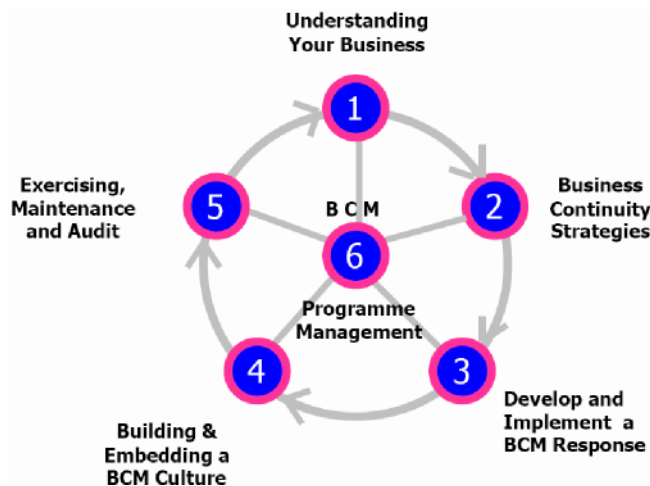 Understanding
Your Business
1
2
Business
Continuity
Strategies
3
Develop and
Implement a
BCM Response
4
Building &
Embedding a
BCM Culture
5
Exercising,
Maintenance
and Audit
B C M
6
Programme
Management